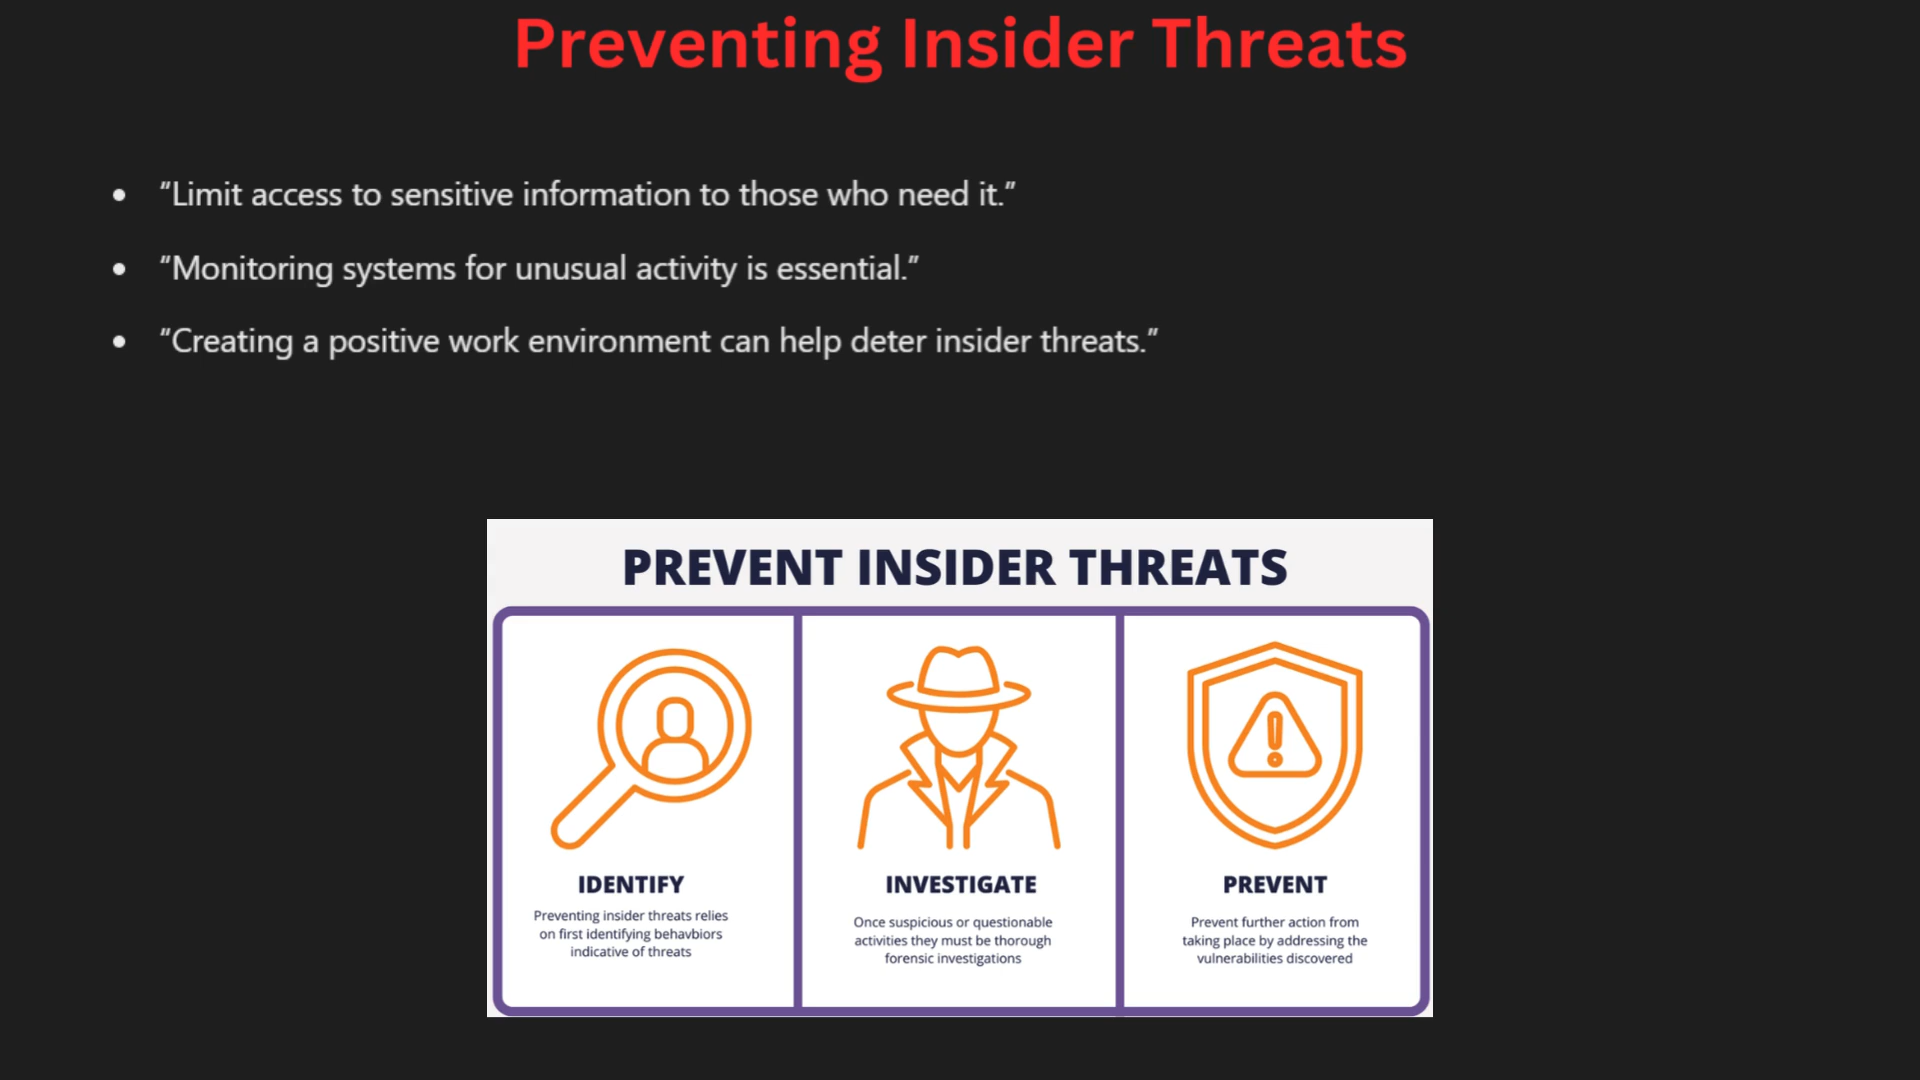 Preventing Insider Threats
• “Limit access to sensitive information to those who need it.”
• “Monitoring systems for unusual activity is essential.”
• “Creating a positive work environment can help deter insider threats.”
PREVENT INSIDER THREATS
IDENTIFY
Preventing insider threats relies
on first identifying behavbiors
indicative of threats
INVESTIGATE
Once suspicious or questionable
activities they must be thorough
forensic investigations
PREVENT
Prevent further action from
taking place by addressing the
vulnerabilities discovered